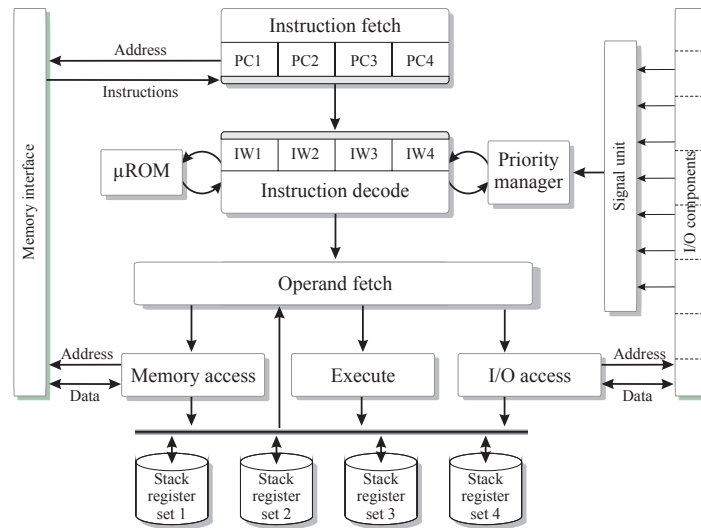 Instruction fetch
PC1 PC2 PC3 PC4
Address
Instructions
Memory interface
µROM
IW1 IW2 IW3 IW4
Instruction decode
Priority
manager
Signal unit
I/O components
Operand fetch
Address
Data
Memory access
Execute
I/O access
Address
Data
Stack
register
set 1
Stack
register
set 2
Stack
register
set 3
Stack
register
set 4